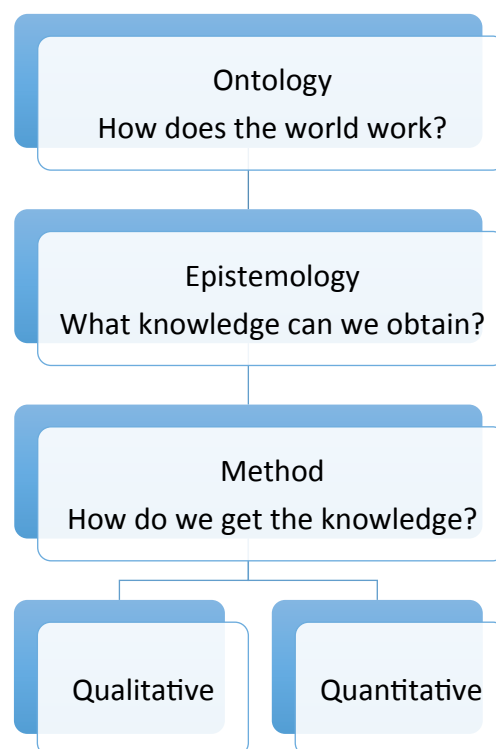 Ontology
How does the world work?
Epistemology
What knowledge can we obtain?
Method
How do we get the knowledge?
Qualitative
Quantitative